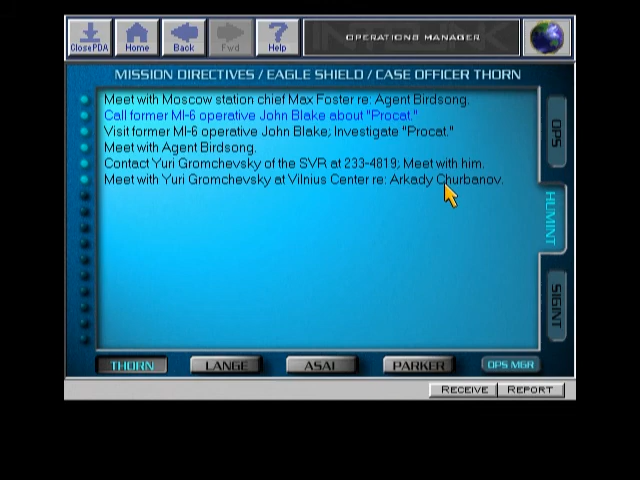 ClosePDA
Home
Back
Fwd
Help
OPERATIONS MANAGER
MISSION DIRECTIVES / EAGLE SHIELD / CASE OFFICER THORN
Meet with Moscow station chief Max Foster re: Agent Birdsong.
Call former MI-6 operative John Blake about "Procat."
Visit former MI-6 operative John Blake; Investigate "Procat."
Meet with Agent Birdsong.
Contact Yuri Gromchevsky of the SVR at 233-4819; Meet with him.
Meet with Yuri Gromchevsky at Vilnius Center re: Arkady Churbanov.
OPS
HUMINT
SIGINT
THORN
LANGE
ASAI
PARKER
OPS MGR
RECEIVE
REPORT